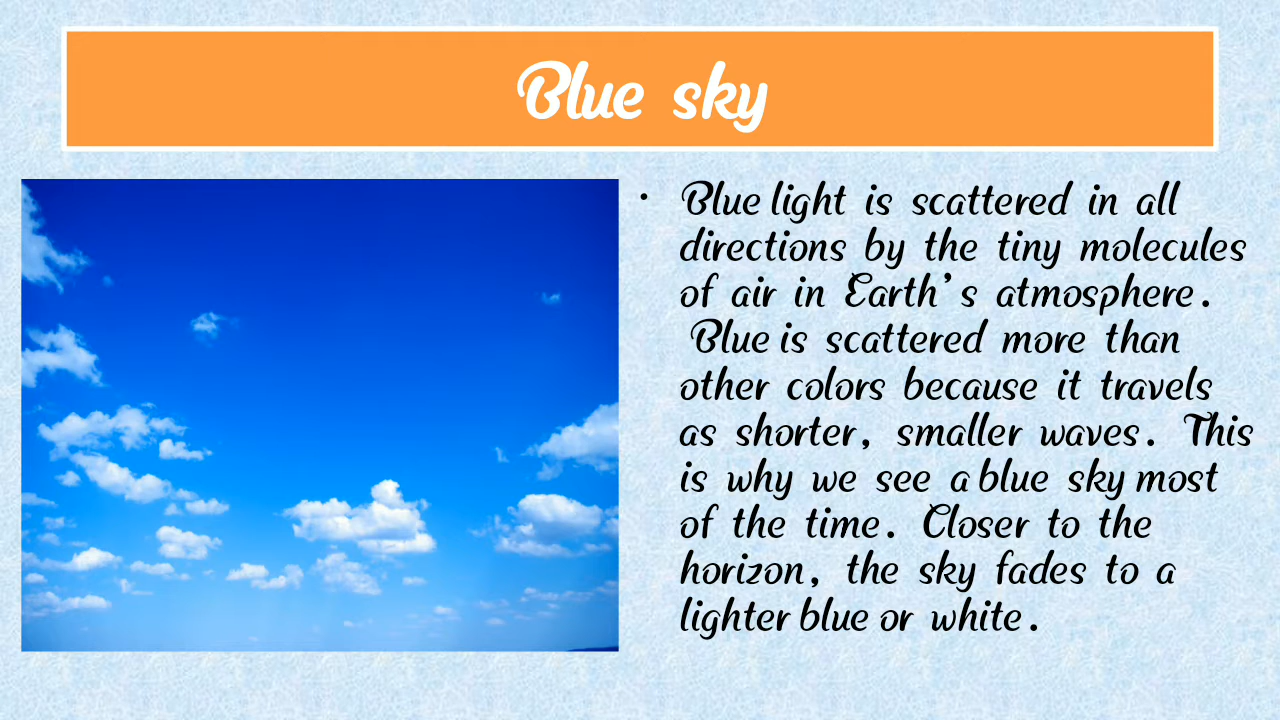 Blue sky
• Blue light is scattered in all
directions by the tiny molecules
of air in Earth's atmosphere.
Blue is scattered more than
other colors because it travels
as shorter, smaller waves. This
is why we see a blue sky most
of the time. Closer to the
horizon, the sky fades to a
lighter blue or white.